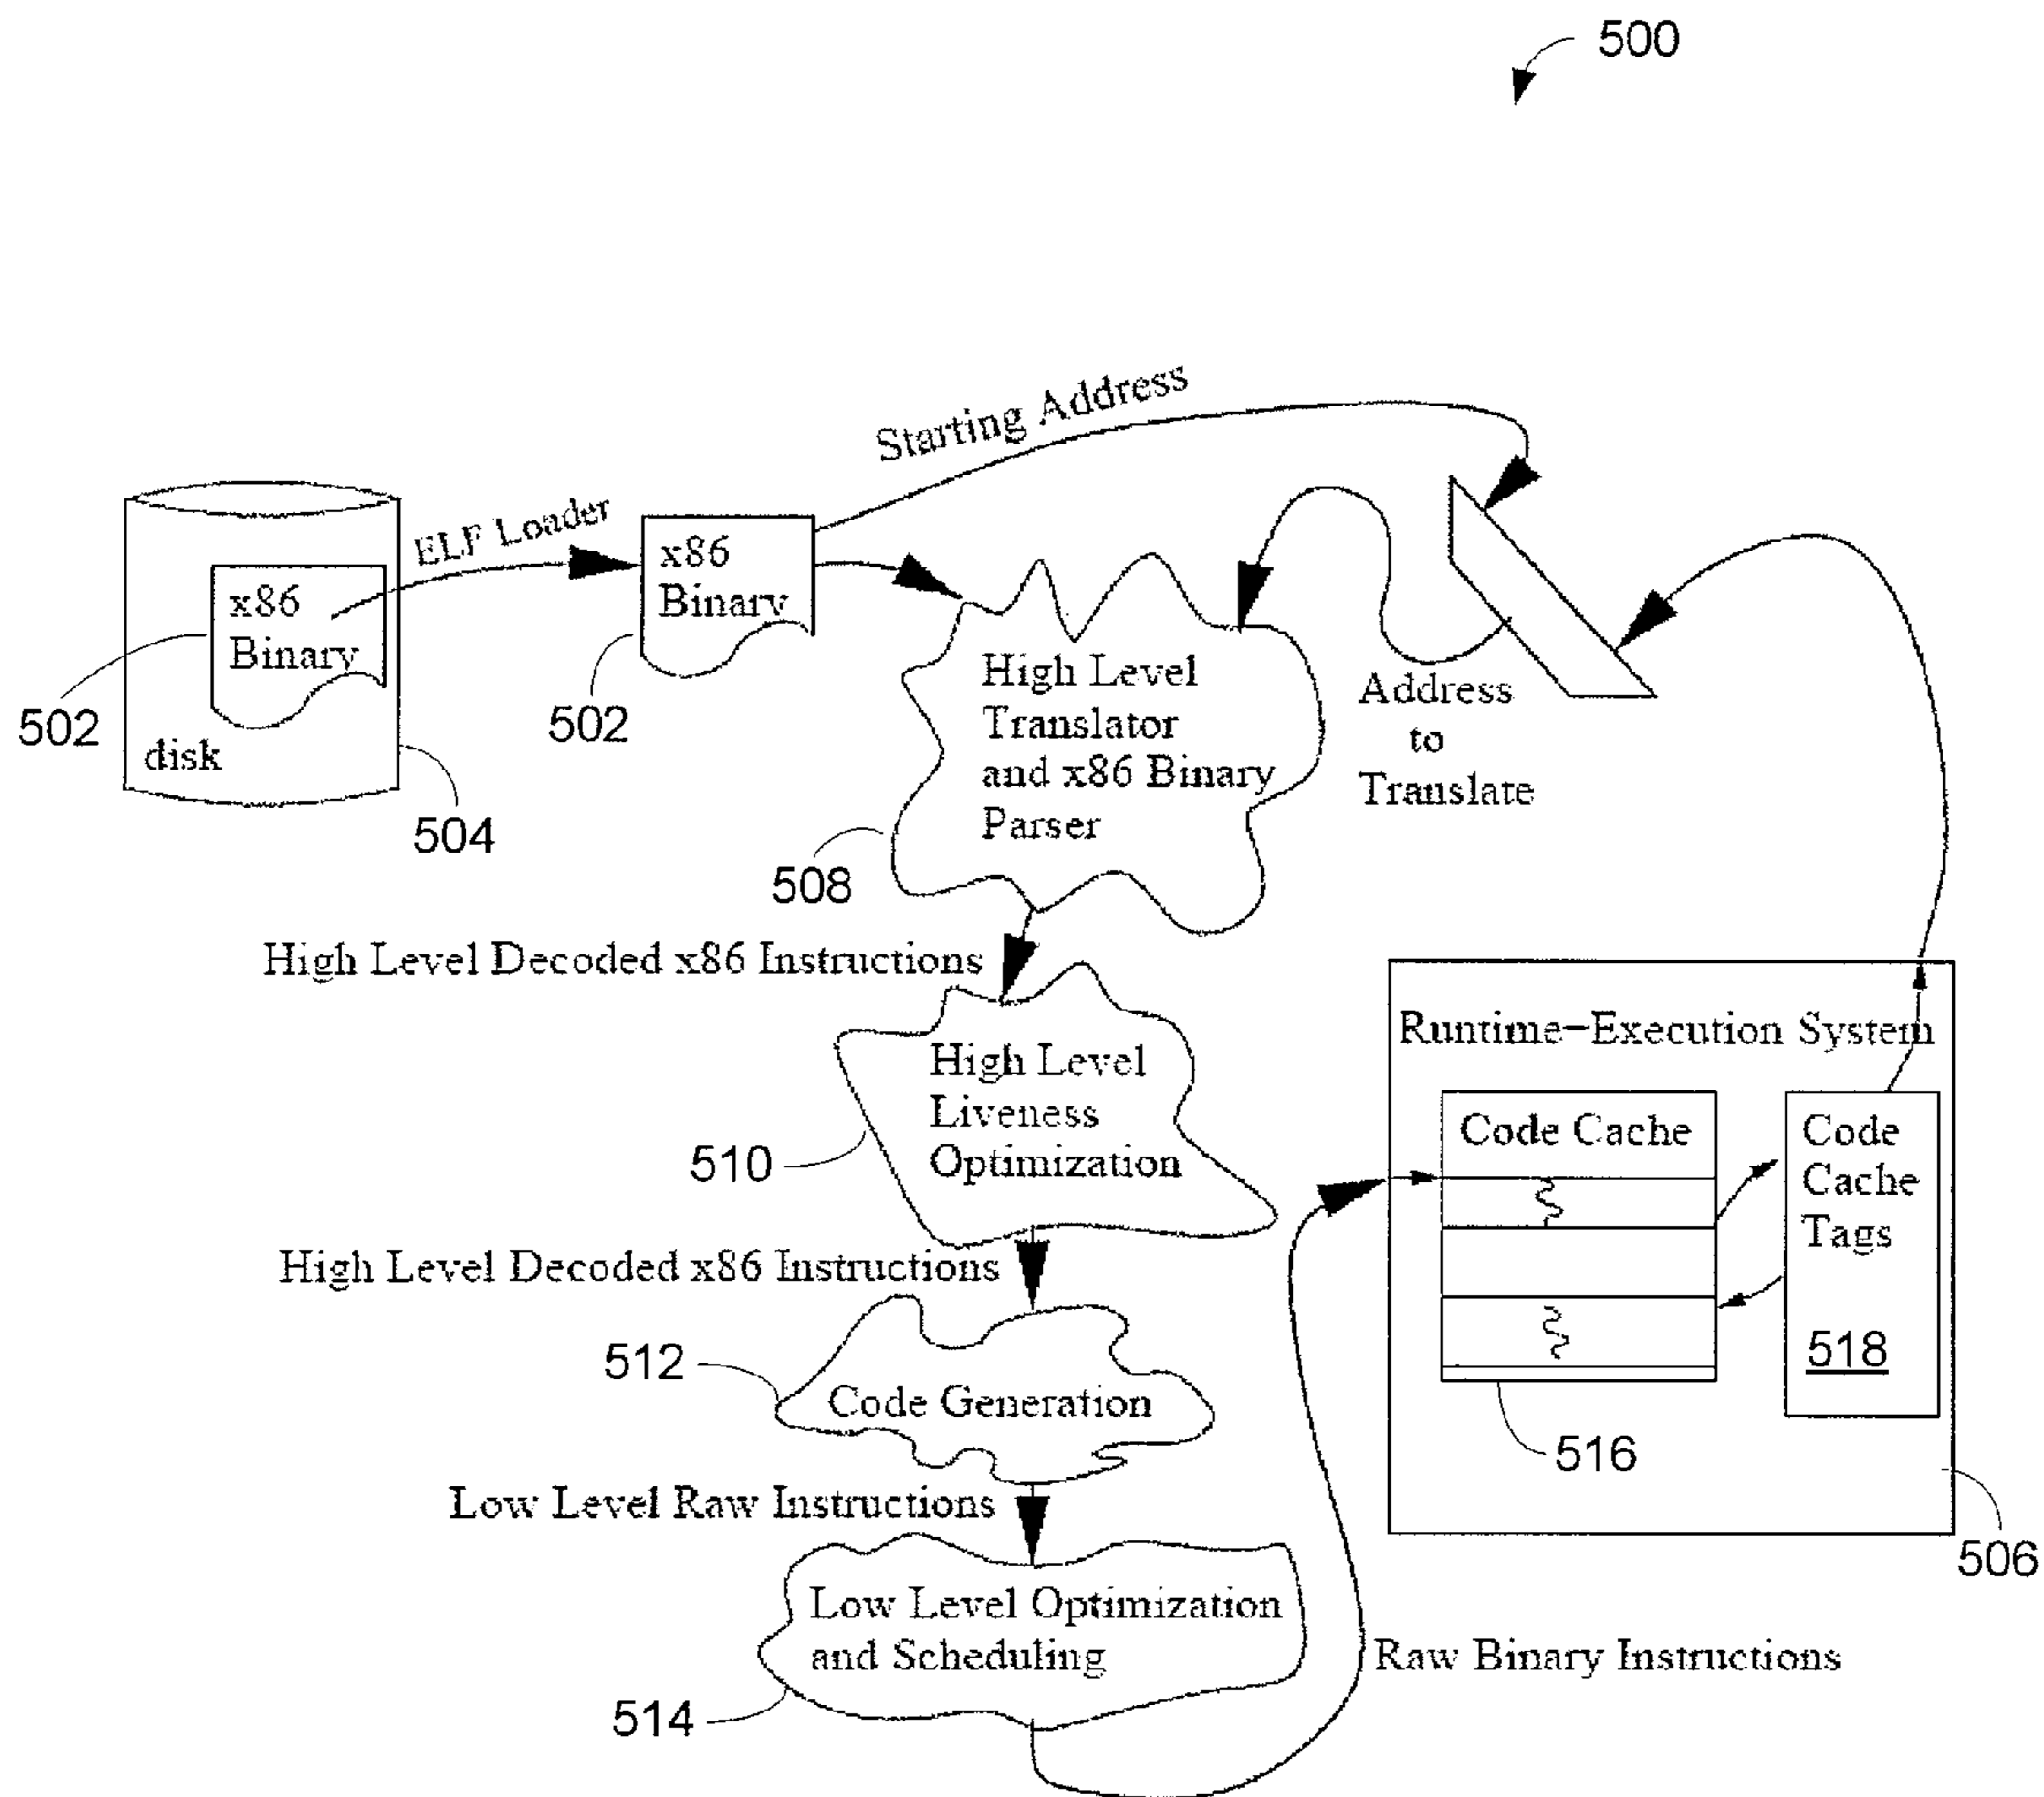 500
Starting Address
ELF Loader
x86
Binary
disk
502
504
x86
Binary
502
High Level
Translator
and x86 Binary
Parser
508
Address
to
Translate
High Level Decoded x86 Instructions
High Level
Liveness
Optimization
510
High Level Decoded x86 Instructions
512
Code Generation
Low Level Raw Instructions
Low Level Optimization
and Scheduling
514
Raw Binary Instructions
Runtime-Execution System
Code Cache
Code
Cache
Tags
518
516
506